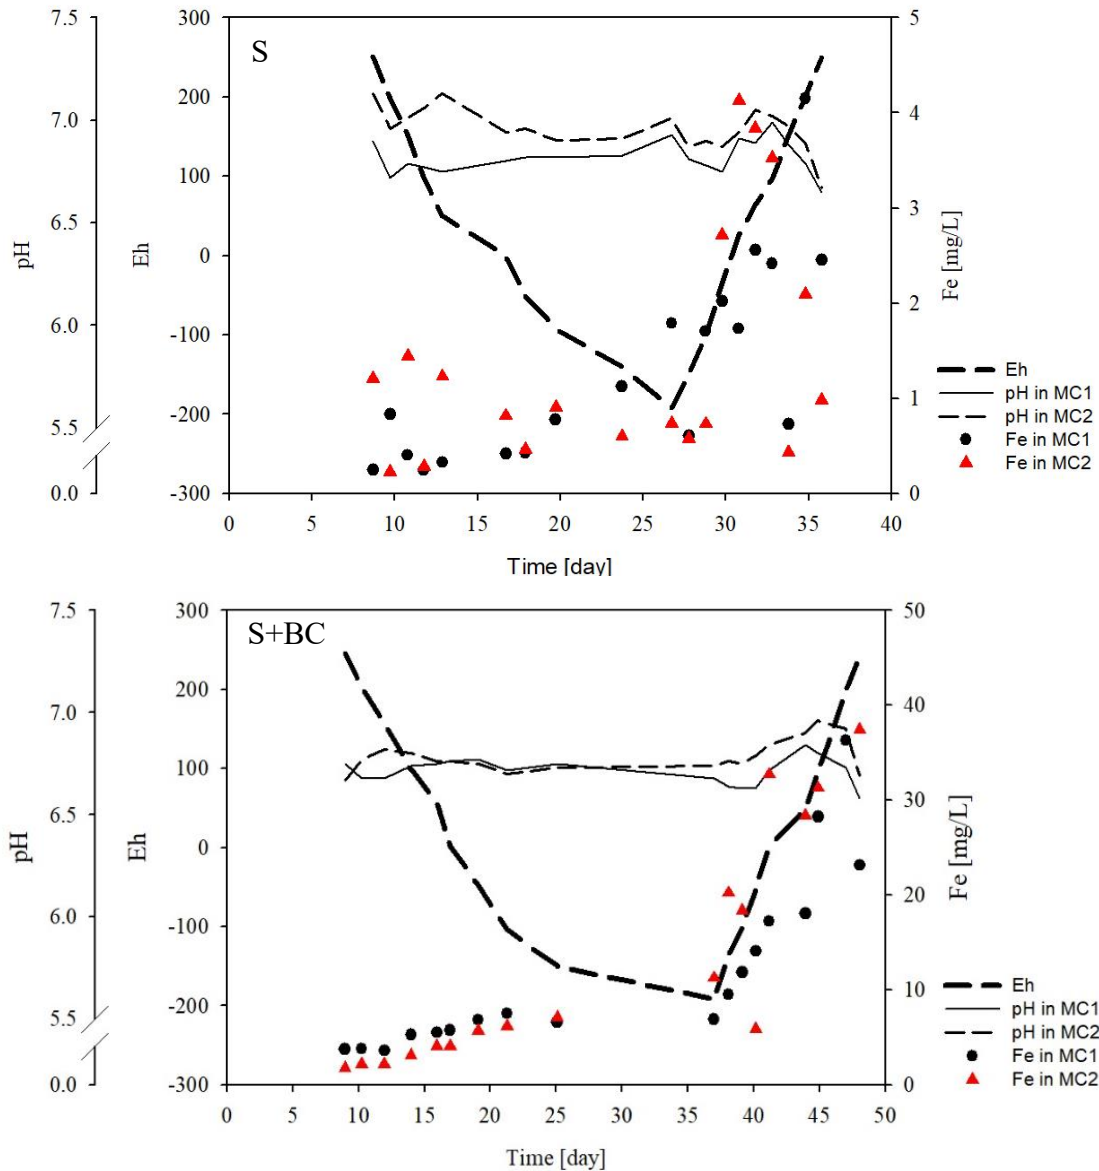 7.5
7.0
6.5
6.0
5.5
0.0
pH
300
200
100
0
-100
-200
-300
Eh
S
5
4
3
2
1
0
Fe [mg/L]
0 5 10 15 20 25 30 35 40
Time [day]
Eh
pH in MC1
pH in MC2
Fe in MC1
Fe in MC2
7.5
7.0
6.5
6.0
5.5
0.0
pH
300
200
100
0
-100
-200
-300
Eh
S+BC
50
40
30
20
10
0
Fe [mg/L]
0 5 10 15 20 25 30 35 40 45 50
Time [day]
Eh
pH in MC1
pH in MC2
Fe in MC1
Fe in MC2